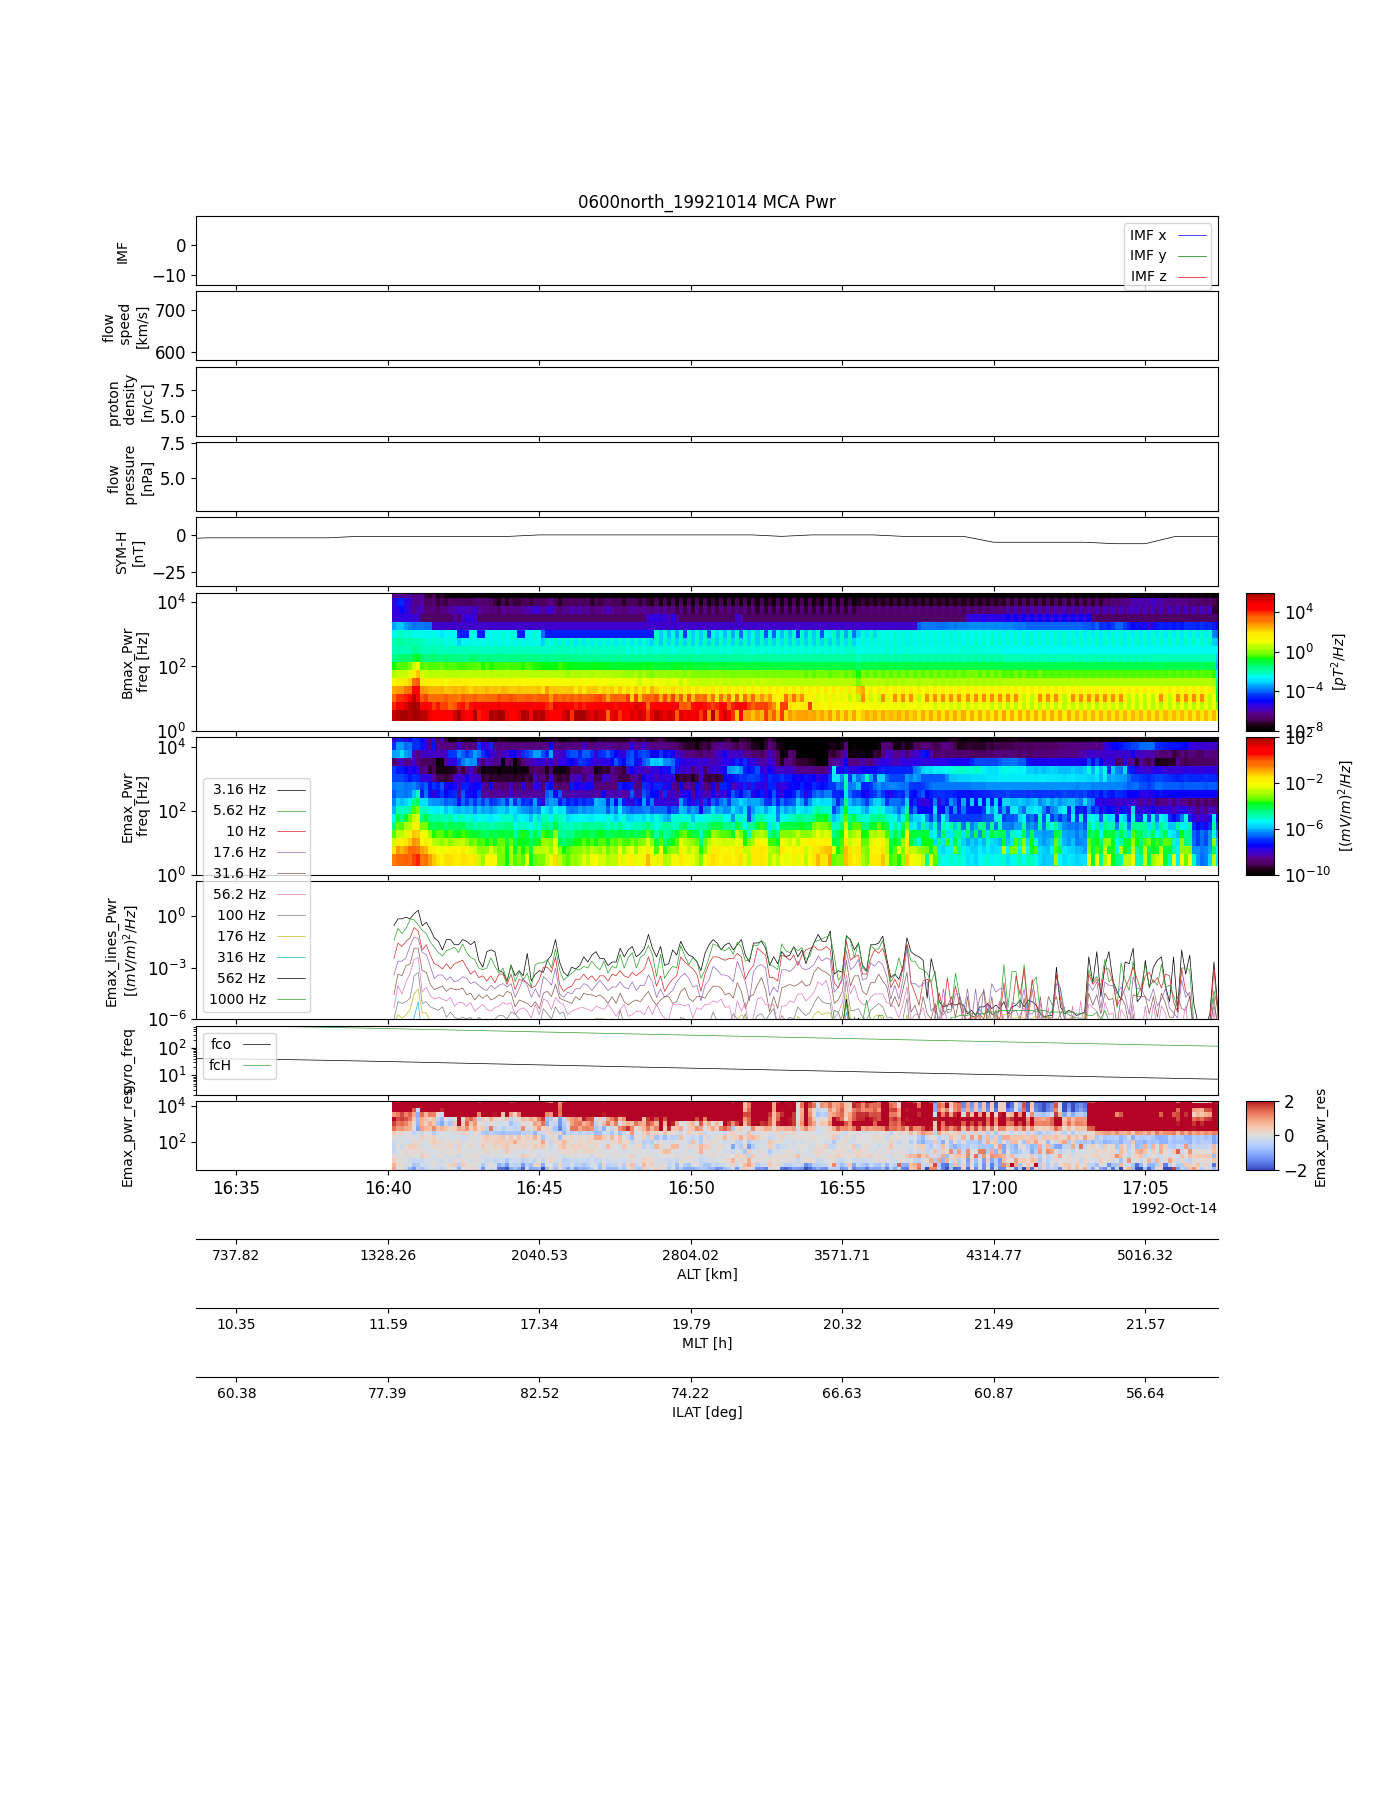 0600north_19921014 MCA Pwr
IMF
0
−10
IMF x
IMF y
IMF z
flow
speed
[km/s]
700
600
proton
density
[n/cc]
7.5
5.0
flow
pressure
[nPa]
7.5
5.0
SYM-H
[nT]
0
−25
Bmax_Pwr
freq [Hz]
10^4
10^2
10^0
10^4
10^0
10^-4
10^-8
[pT^2/Hz]
Emax_Pwr
freq [Hz]
10^4
10^2
10^0
10^2
10^-2
10^-6
10^-10
[(mV/m)^2/Hz]
3.16 Hz
5.62 Hz
10 Hz
17.6 Hz
31.6 Hz
56.2 Hz
100 Hz
176 Hz
316 Hz
562 Hz
1000 Hz
Emax_lines_Pwr
[(mV/m)^2/Hz]
10^0
10^-3
10^-6
gyro_freq
10^2
10^1
fco
fcH
Emax_pwr_res
10^4
10^2
2
0
−2
Emax_pwr_res
16:35 16:40 16:45 16:50 16:55 17:00 17:05
1992-Oct-14
737.82 1328.26 2040.53 2804.02 3571.71 4314.77 5016.32
ALT [km]
10.35 11.59 17.34 19.79 20.32 21.49 21.57
MLT [h]
60.38 77.39 82.52 74.22 66.63 60.87 56.64
ILAT [deg]